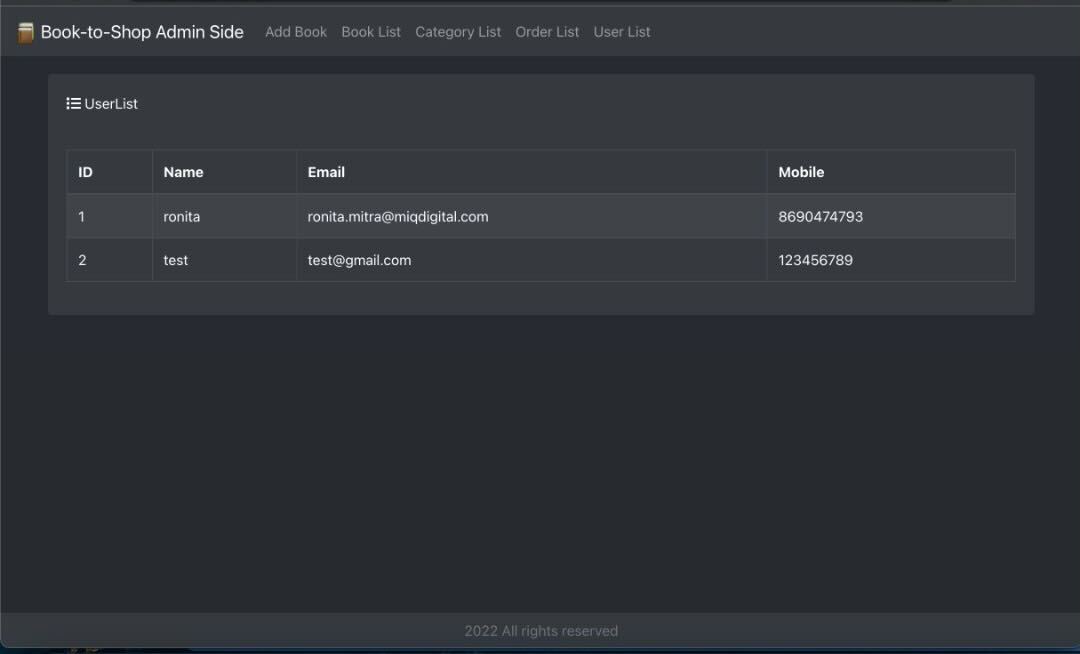 Book-to-Shop Admin Side Add Book Book List Category List Order List User List
UserList
ID Name Email Mobile
1 ronita ronita.mitra@miqdigital.com 8690474793
2 test test@gmail.com 123456789
2022 All rights reserved